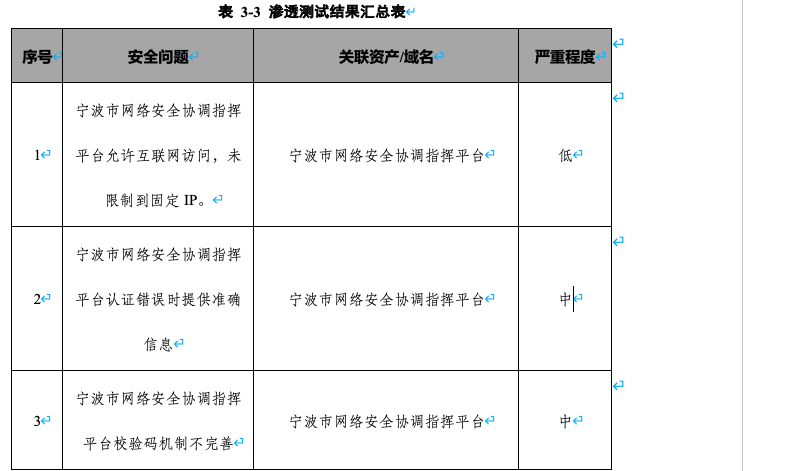 表 3-3 渗透测试结果汇总表
序号 安全问题 关联资产/域名 严重程度
宁波市网络安全协调指挥
1 平台允许互联网访问，未 宁波市网络安全协调指挥平台 低
限制到固定 IP。
宁波市网络安全协调指挥
2 平台认证错误时提供准确 宁波市网络安全协调指挥平台 中
信息
宁波市网络安全协调指挥
3 宁波市网络安全协调指挥平台 中
平台校验码机制不完善